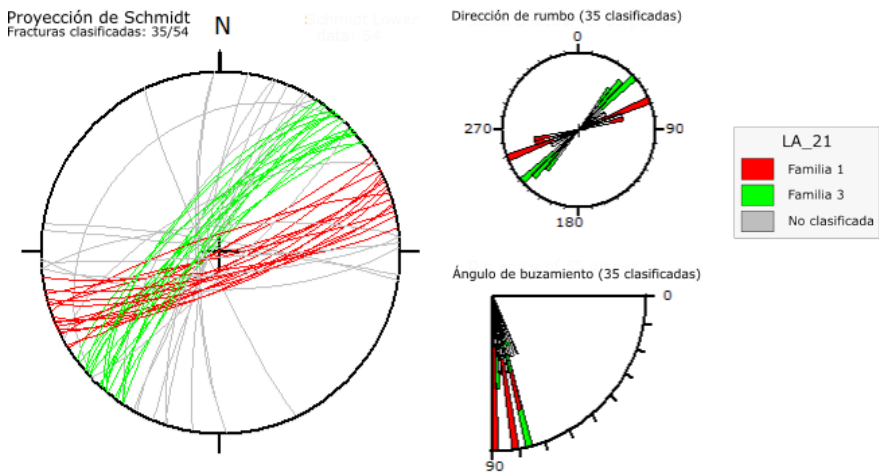 Proyección de Schmidt
Fracturas clasificadas: 35/54
N
Dirección de rumbo (35 clasificadas)
0
270
90
180
LA_21
Familia 1
Familia 3
No clasificada
Ángulo de buzamiento (35 clasificadas)
0
90